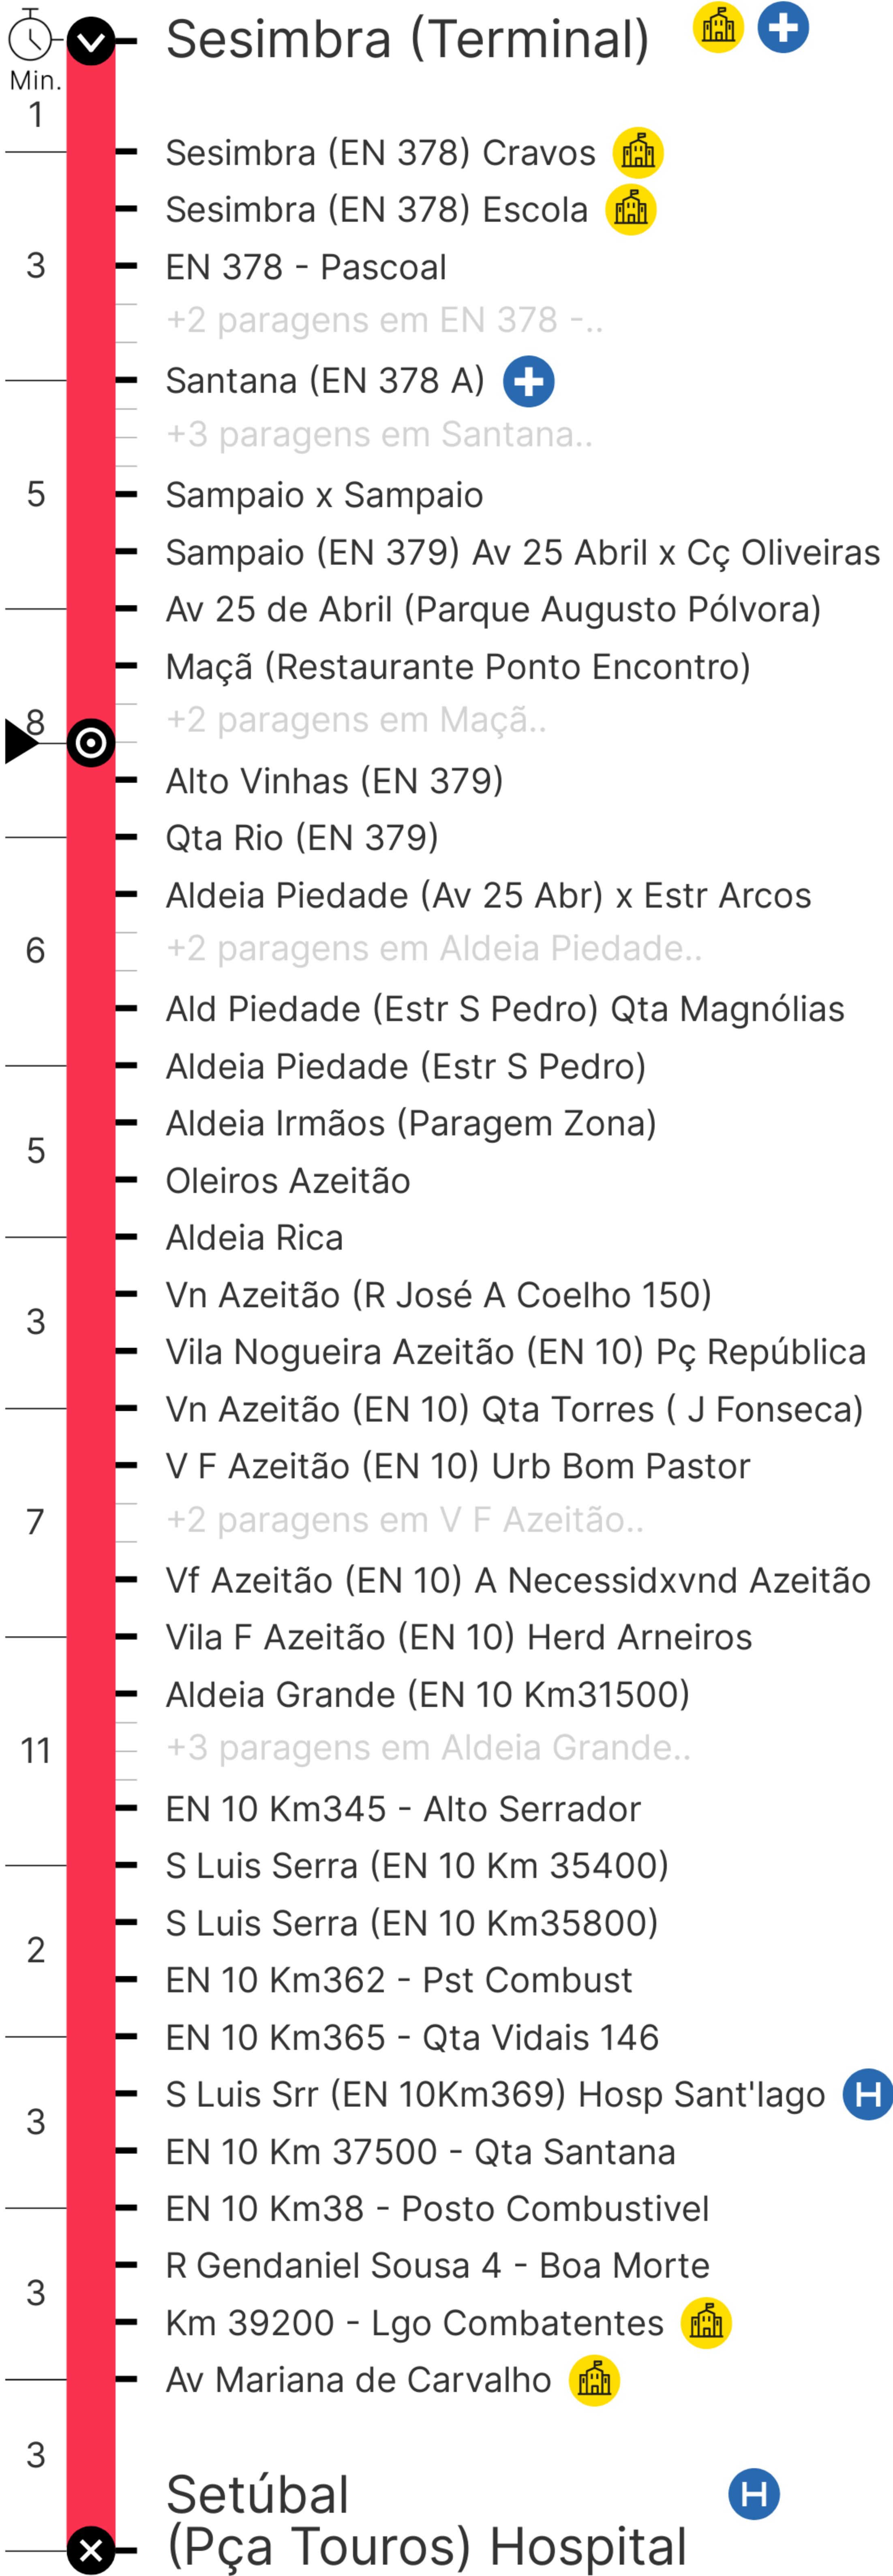 Sesimbra (Terminal)
Min.
1
Sesimbra (EN 378) Cravos
Sesimbra (EN 378) Escola
3
EN 378 - Pascoal
+2 paragens em EN 378 -..
Santana (EN 378 A)
+3 paragens em Santana..
5
Sampaio x Sampaio
Sampaio (EN 379) Av 25 Abril x Cç Oliveiras
Av 25 de Abril (Parque Augusto Pólvora)
Maçã (Restaurante Ponto Encontro)
8
+2 paragens em Maçã..
Alto Vinhas (EN 379)
Qta Rio (EN 379)
Aldeia Piedade (Av 25 Abr) x Estr Arcos
6
+2 paragens em Aldeia Piedade..
Ald Piedade (Estr S Pedro) Qta Magnólias
Aldeia Piedade (Estr S Pedro)
Aldeia Irmãos (Paragem Zona)
5
Oleiros Azeitão
Aldeia Rica
Vn Azeitão (R José A Coelho 150)
3
Vila Nogueira Azeitão (EN 10) Pç República
Vn Azeitão (EN 10) Qta Torres ( J Fonseca)
V F Azeitão (EN 10) Urb Bom Pastor
7
+2 paragens em V F Azeitão..
Vf Azeitão (EN 10) A Necessidxvnd Azeitão
Vila F Azeitão (EN 10) Herd Arneiros
Aldeia Grande (EN 10 Km31500)
11
+3 paragens em Aldeia Grande..
EN 10 Km345 - Alto Serrador
S Luis Serra (EN 10 Km 35400)
S Luis Serra (EN 10 Km35800)
2
EN 10 Km362 - Pst Combust
EN 10 Km365 - Qta Vidais 146
S Luis Srr (EN 10Km369) Hosp Sant'Iago H
3
EN 10 Km 37500 - Qta Santana
EN 10 Km38 - Posto Combustivel
R Gendaniel Sousa 4 - Boa Morte
3
Km 39200 - Lgo Combatentes
Av Mariana de Carvalho
3
Setúbal H
(Pça Touros) Hospital